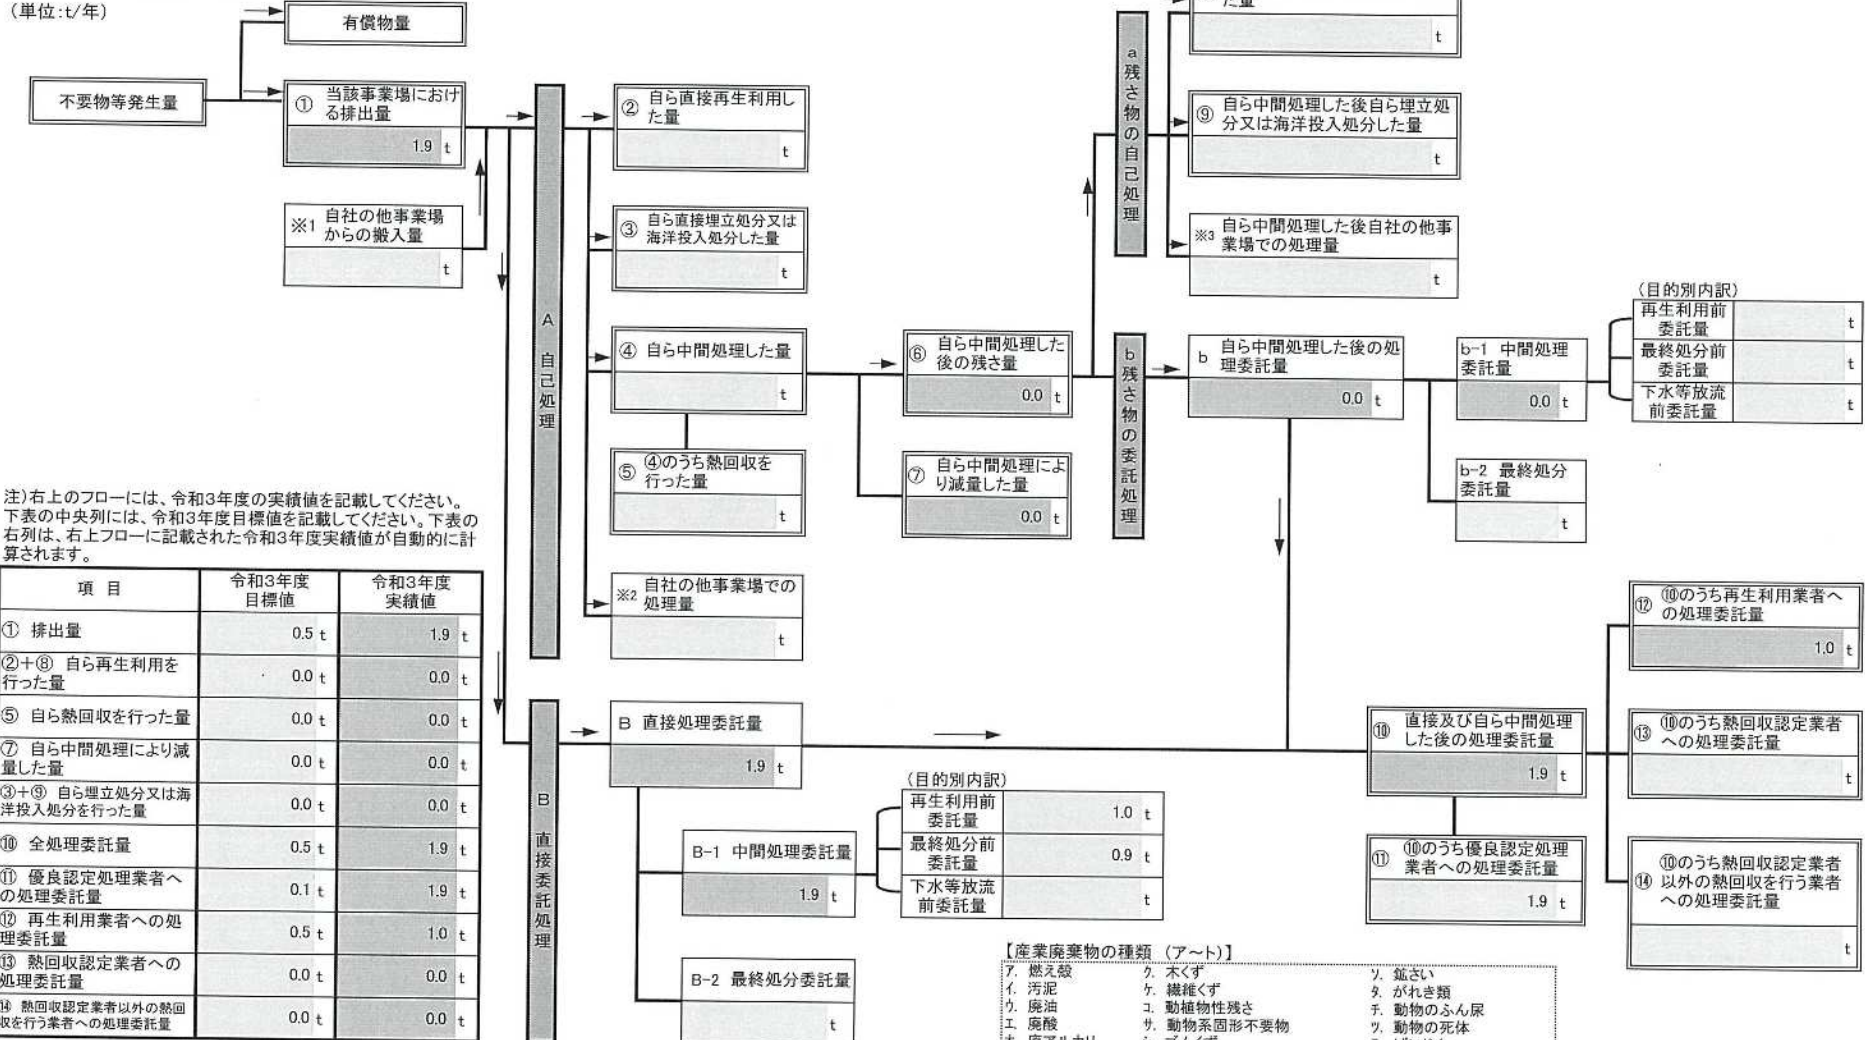 (単位:t/年)
有償物量
不要物等発生量
① 当該事業場におけ
る排出量
1.9 t
※1 自社の他事業場
からの搬入量
t
A 自己処理
② 自ら直接再生利用し
た量
t
③ 自ら直接埋立処分又は
海洋投入処分した量
t
④ 自ら中間処理した量
t
⑤ ④のうち熱回収を
行った量
t
※2 自社の他事業場での
処理量
t
⑥ 自ら中間処理した
後の残さ量
0.0 t
⑦ 自ら中間処理によ
り減量した量
0.0 t
a 残さ物の自己処理
た量
t
⑨ 自ら中間処理した後自ら埋立処
分又は海洋投入処分した量
t
※3 自ら中間処理した後自社の他事
業場での処理量
t
b 残さ物の委託処理
b 自ら中間処理した後の処
理委託量
0.0 t
b-1 中間処理
委託量
0.0 t
(目的別内訳)
再生利用前
委託量 t
最終処分前
委託量 t
下水等放流
前委託量 t
b-2 最終処分
委託量
t
注)右上のフローには、令和3年度の実績値を記載してください。
下表の中央列には、令和3年度目標値を記載してください。下表の
右列は、右上フローに記載された令和3年度実績値が自動的に計
算されます。
項 目 令和3年度 目標値 令和3年度 実績値
① 排出量 0.5 t 1.9 t
②+⑧ 自ら再生利用を
行った量 0.0 t 0.0 t
⑤ 自ら熱回収を行った量 0.0 t 0.0 t
⑦ 自ら中間処理により減
量した量 0.0 t 0.0 t
③+⑨ 自ら埋立処分又は海
洋投入処分を行った量 0.0 t 0.0 t
⑩ 全処理委託量 0.5 t 1.9 t
⑪ 優良認定処理業者へ
の処理委託量 0.1 t 1.9 t
⑫ 再生利用業者への処
理委託量 0.5 t 1.0 t
⑬ 熱回収認定業者への
処理委託量 0.0 t 0.0 t
⑭ 熱回収認定業者以外の熱回
収を行う業者への処理委託量 0.0 t 0.0 t
B 直接委託処理
B 直接処理委託量
1.9 t
B-1 中間処理委託量
1.9 t
(目的別内訳)
再生利用前
委託量 1.0 t
最終処分前
委託量 0.9 t
下水等放流
前委託量 t
B-2 最終処分委託量
t
⑩ 直接及び自ら中間処理
した後の処理委託量
1.9 t
⑪ ⑩のうち優良認定処理
業者への処理委託量
1.9 t
⑫ ⑩のうち再生利用業者へ
の処理委託量
1.0 t
⑬ ⑩のうち熱回収認定業者
への処理委託量
t
⑭ ⑩のうち熱回収認定業者
以外の熱回収を行う業者
への処理委託量
t
【産業廃棄物の種類 (ア~ト)】
ア. 燃え殻 ク. 木くず ソ. 鉱さい
イ. 汚泥 ケ. 繊維くず タ. がれき類
ウ. 廃油 コ. 動植物性残さ チ. 動物のふん尿
エ. 廃酸 サ. 動物系固形不要物 ツ. 動物の死体